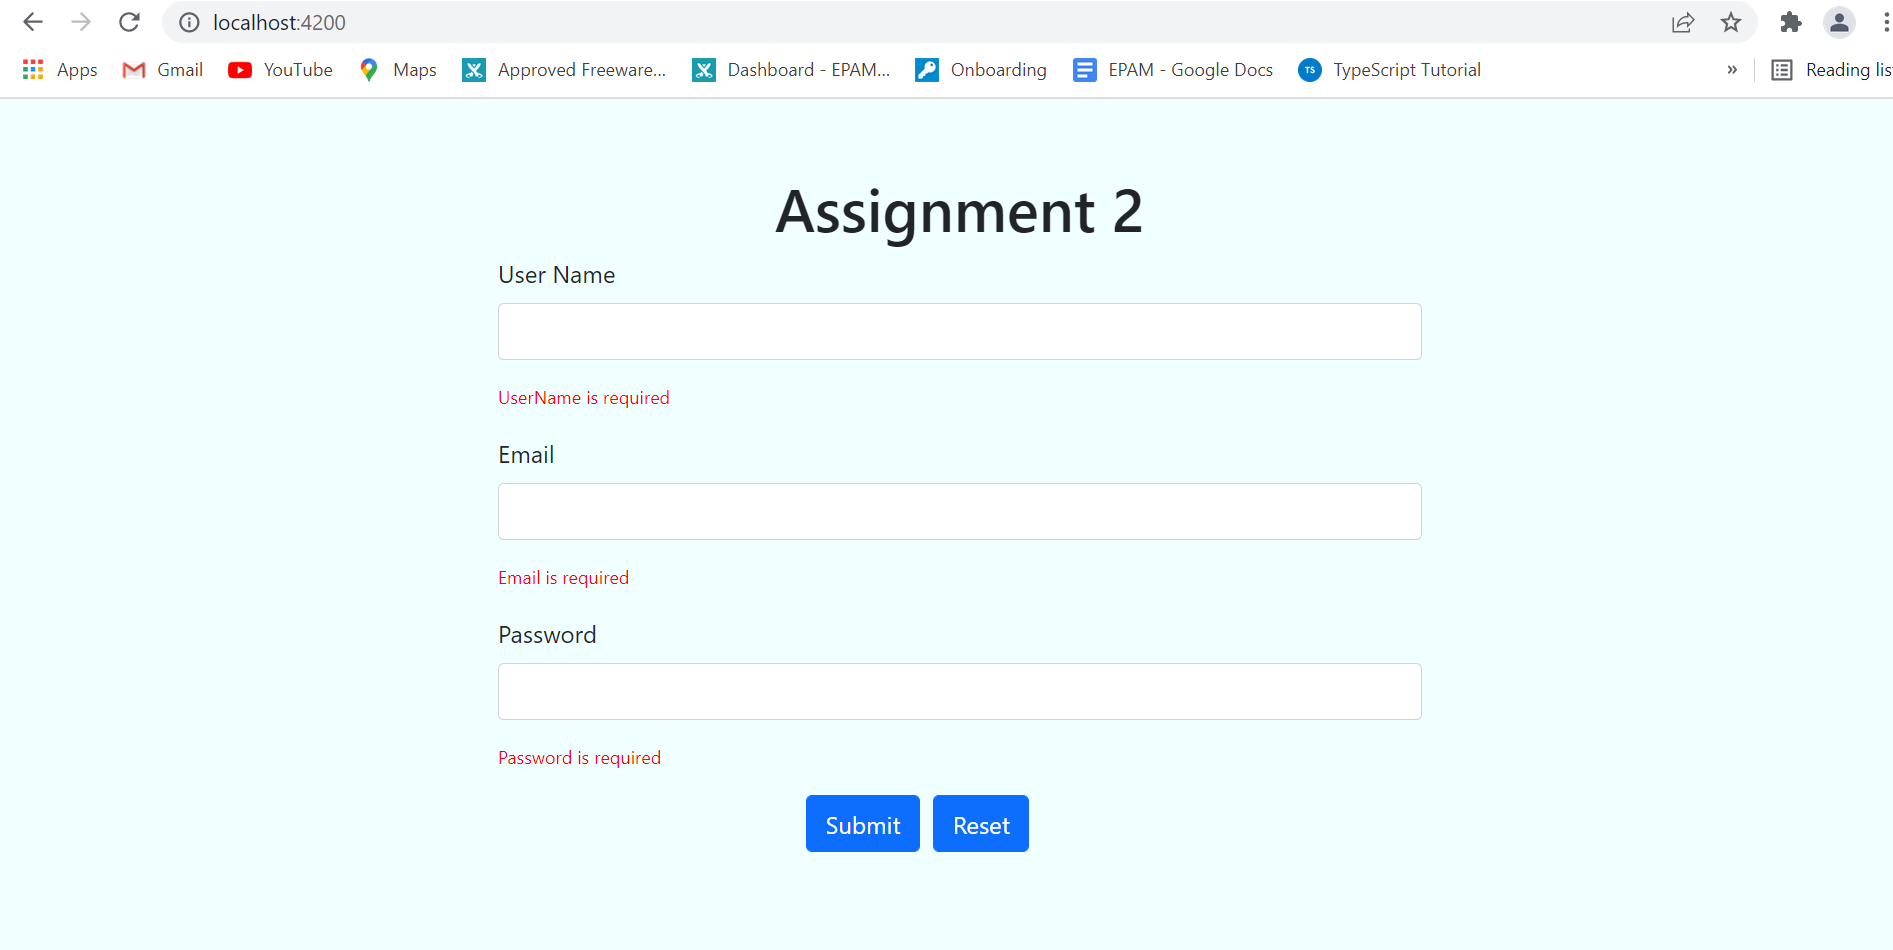 localhost:4200
Apps Gmail YouTube Maps Approved Freeware... Dashboard - EPAM... Onboarding EPAM - Google Docs TS TypeScript Tutorial » Reading lis
Assignment 2
User Name
UserName is required
Email
Email is required
Password
Password is required
Submit Reset